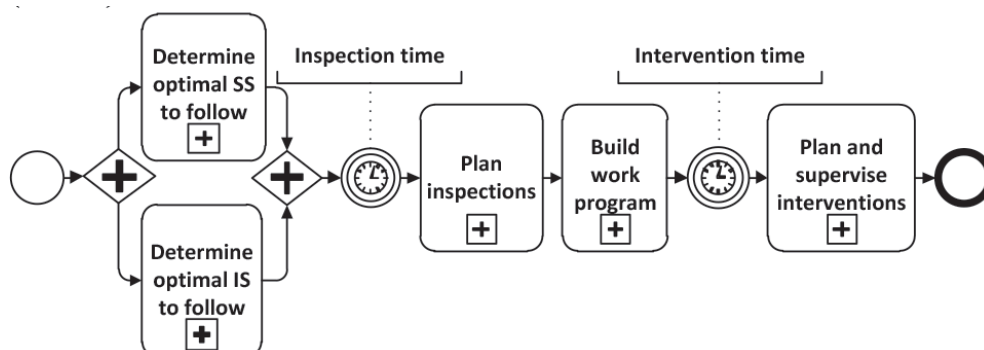 Determine
optimal SS
to follow
Determine
optimal IS
to follow
Inspection time
Plan
inspections
Build
work
program
Intervention time
Plan and
supervise
interventions